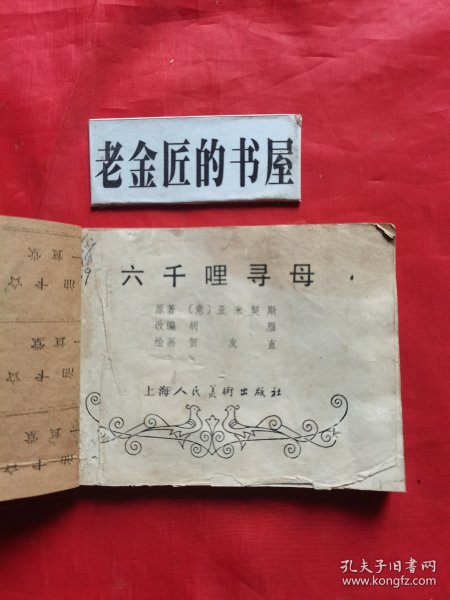 老金匠的书屋
六千哩寻母
原著 〔意〕亚米契斯
改编 胡雁
绘画 贺友直
上海人民美術出版社
孔夫子旧书网
www.kongfz.com